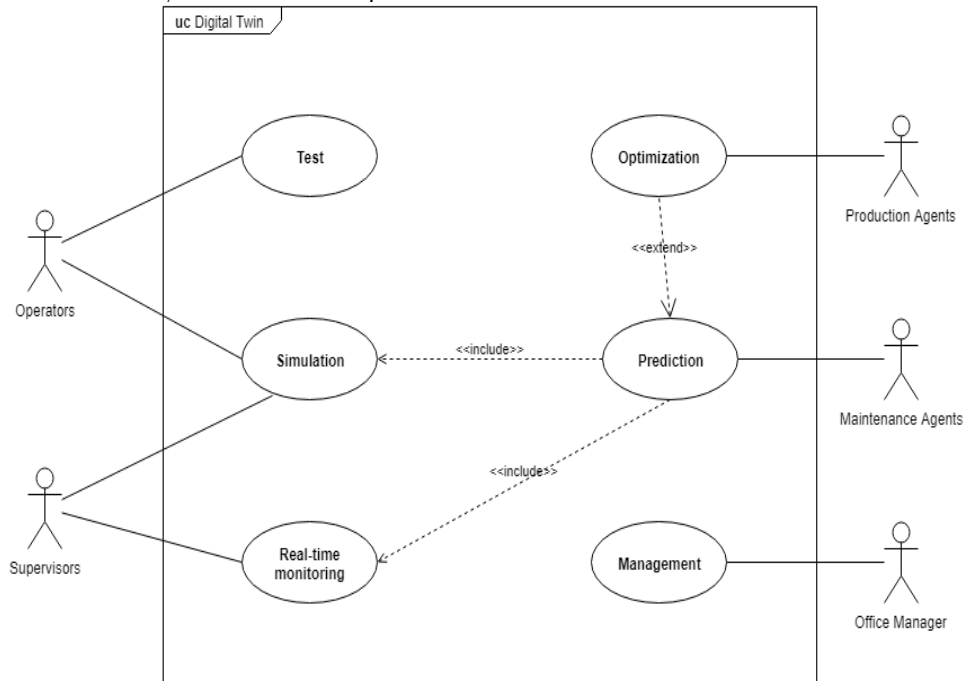 uc Digital Twin
Test
Optimization
Production Agents
<<extend>>
Operators
Simulation
<<include>>
Prediction
Maintenance Agents
<<include>>
Supervisors
Real-time
monitoring
Management
Office Manager